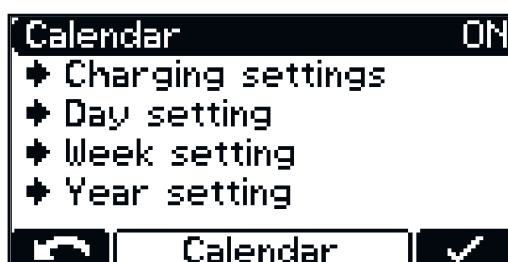 Calendar ON
Charging settings
Day setting
Week setting
Year setting
Calendar